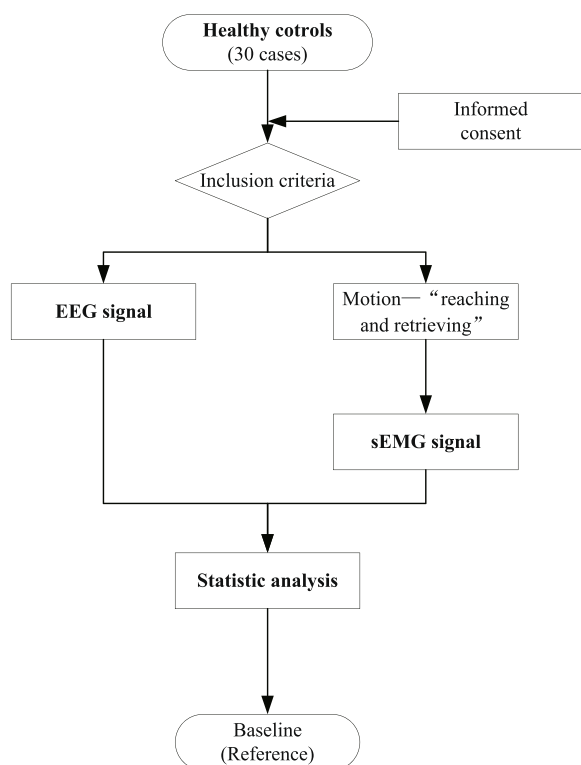 Healthy cotrols
(30 cases)
Informed
consent
Inclusion criteria
EEG signal
Motion—“reaching
and retrieving”
sEMG signal
Statistic analysis
Baseline
(Reference)